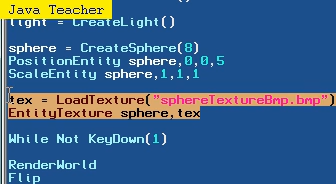 Java Teacher
light = CreateLight()
sphere = CreateSphere(8)
PositionEntity sphere,0,0,5
ScaleEntity sphere,1,1,1
tex = LoadTexture("sphereTextureBmp.bmp")
EntityTexture sphere,tex
While Not KeyDown(1)
RenderWorld
Flip